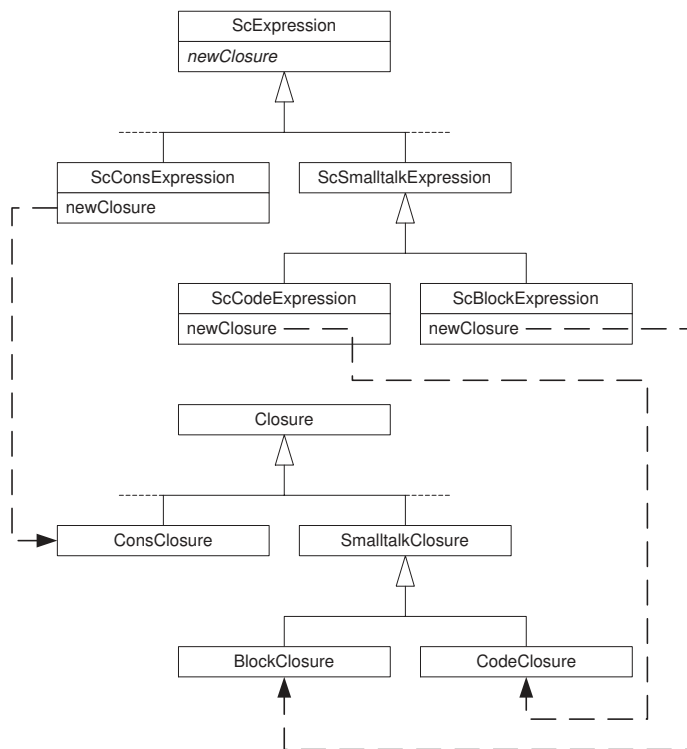 ScExpression
newClosure
ScConsExpression
ScSmalltalkExpression
newClosure
ScCodeExpression
ScBlockExpression
newClosure
newClosure
Closure
ConsClosure
SmalltalkClosure
BlockClosure
CodeClosure